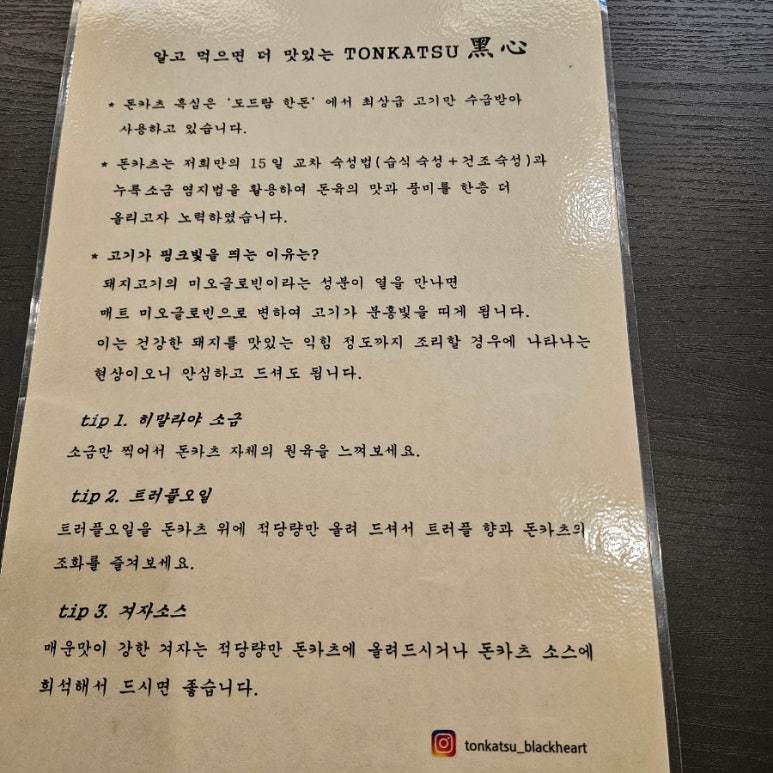 알고 먹으면 더 맛있는 TONKATSU 黑心
* 돈카츠 흑심은 '도드람 한돈' 에서 최상급 고기만 수급받아
사용하고 있습니다.
* 돈카츠는 저희만의 15일 교차 숙성법(습식숙성+건조숙성)과
누룩소금 염지법을 활용하여 돈육의 맛과 풍미를 한층 더
올리고자 노력하였습니다.
* 고기가 핑크빛을 띄는 이유는?
돼지고기의 미오글로빈이라는 성분이 열을 만나면
매트 미오글로빈으로 변하여 고기가 분홍빛을 띠게 됩니다.
이는 건강한 돼지를 맛있는 익힘 정도까지 조리할 경우에 나타나는
현상이오니 안심하고 드셔도 됩니다.
tip 1. 히말라야 소금
소금만 찍어서 돈카츠 자체의 원육을 느껴보세요.
tip 2. 트러플오일
트러플오일을 돈카츠 위에 적당량만 올려 드셔서 트러플 향과 돈카츠의
조화를 즐겨보세요.
tip 3. 겨자소스
매운맛이 강한 겨자는 적당량만 돈카츠에 올려드시거나 돈카츠 소스에
희석해서 드시면 좋습니다.
tonkatsu_blackheart